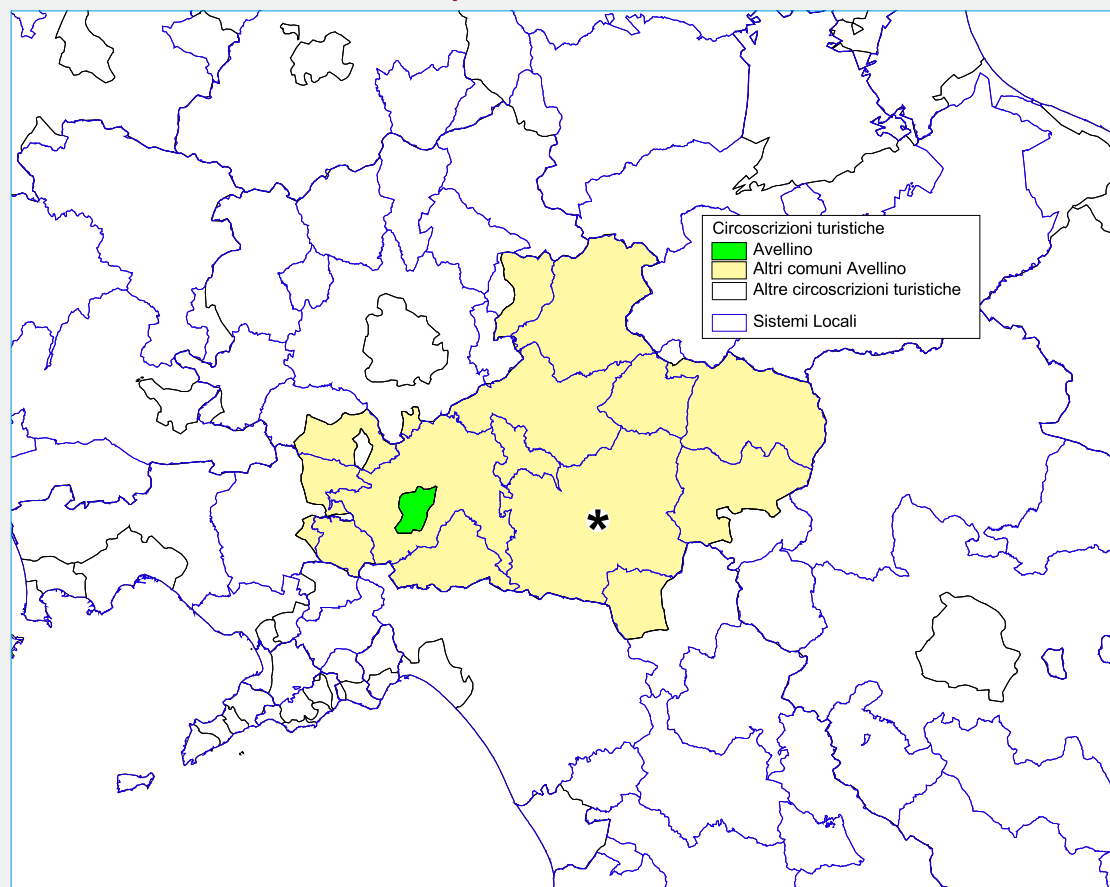 Circoscrizioni turistiche
Avellino
Altri comuni Avellino
Altre circoscrizioni turistiche
Sistemi Locali
*